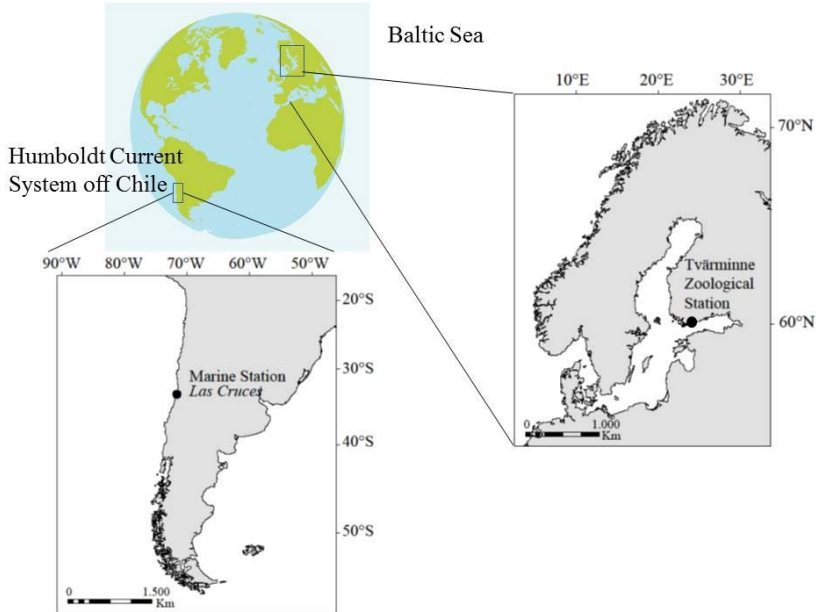 Baltic Sea
Humboldt Current
System off Chile
10°E 20°E 30°E
70°N
Tvärminne
Zoological
Station
60°N
0 1.000
Km
90°W 80°W 70°W 60°W 50°W
20°S
30°S
Marine Station
Las Cruces
40°S
50°S
0 1.500
Km